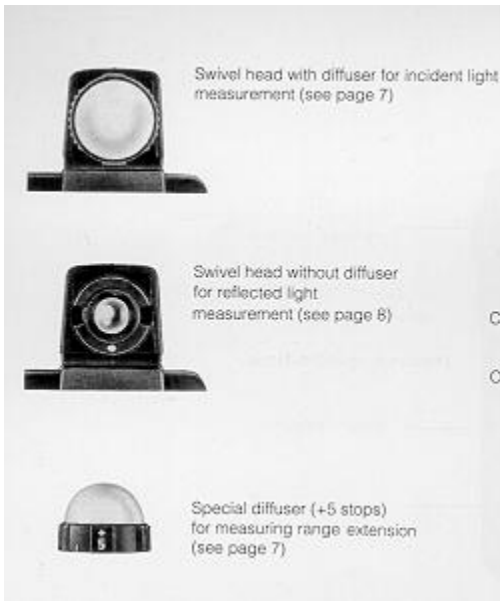 Swivel head with diffuser for incident light
measurement (see page 7)
Swivel head without diffuser
for reflected light
measurement (see page 8)
C
C
+
5
Special diffuser (+5 stops)
for measuring range extension
(see page 7)